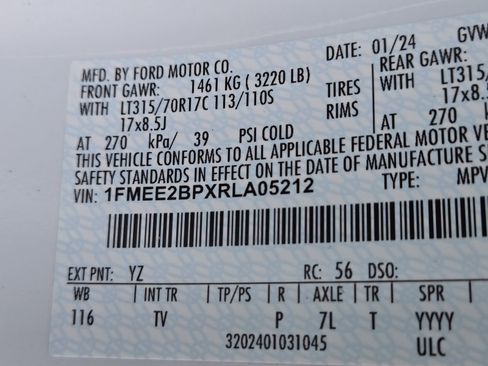 DATE: 01/24 GVW
MFD. BY FORD MOTOR CO.
FRONT GAWR: 1461 KG ( 3220 LB) REAR GAWR:
WITH LT315/70R17C 113/110S TIRES WITH LT315/
17x8.5J RIMS 17x8.5J
AT 270 kPa/ 39 PSI COLD AT 270
THIS VEHICLE CONFORMS TO ALL APPLICABLE FEDERAL MOTOR VE
SAFETY STANDARDS IN EFFECT ON THE DATE OF MANUFACTURE
VIN: 1FMEE2BPXRLA05212 TYPE: MPV
EXT PNT: YZ RC: 56 DSO:
WB INT TR TP/PS R AXLE TR SPR
116 TV P 7L T YYYY
3202401031045 ULC